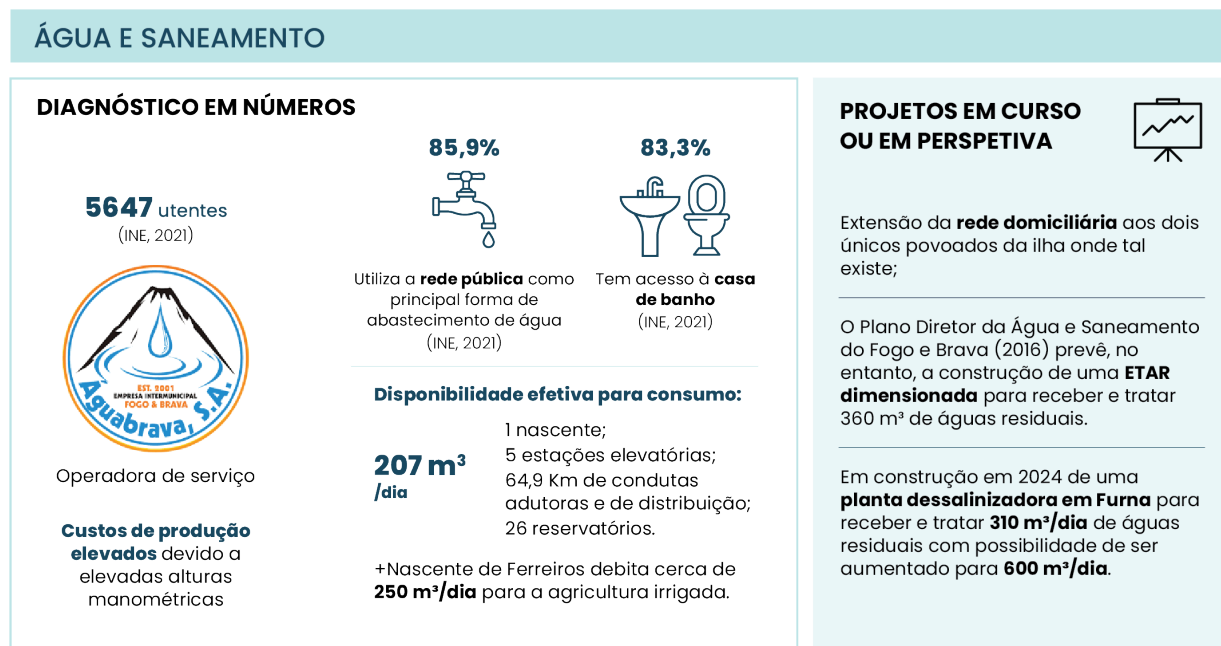 ÁGUA E SANEAMENTO
DIAGNÓSTICO EM NÚMEROS
5647 utentes
(INE, 2021)
EST. 2001
EMPRESA INTERMUNICIPAL
FOGO & BRAVA
Águabrava, S.A.
Operadora de serviço
Custos de produção
elevados devido a
elevadas alturas
manométricas
85,9%
Utiliza a rede pública como
principal forma de
abastecimento de água
(INE, 2021)
83,3%
Tem acesso à casa
de banho
(INE, 2021)
Disponibilidade efetiva para consumo:
207 m³
/dia
1 nascente;
5 estações elevatórias;
64,9 Km de condutas
adutoras e de distribuição;
26 reservatórios.
+Nascente de Ferreiros debita cerca de
250 m³/dia para a agricultura irrigada.
PROJETOS EM CURSO
OU EM PERSPETIVA
Extensão da rede domiciliária aos dois
únicos povoados da ilha onde tal
existe;
O Plano Diretor da Água e Saneamento
do Fogo e Brava (2016) prevê, no
entanto, a construção de uma ETAR
dimensionada para receber e tratar
360 m³ de águas residuais.
Em construção em 2024 de uma
planta dessalinizadora em Furna para
receber e tratar 310 m³/dia de águas
residuais com possibilidade de ser
aumentado para 600 m³/dia.